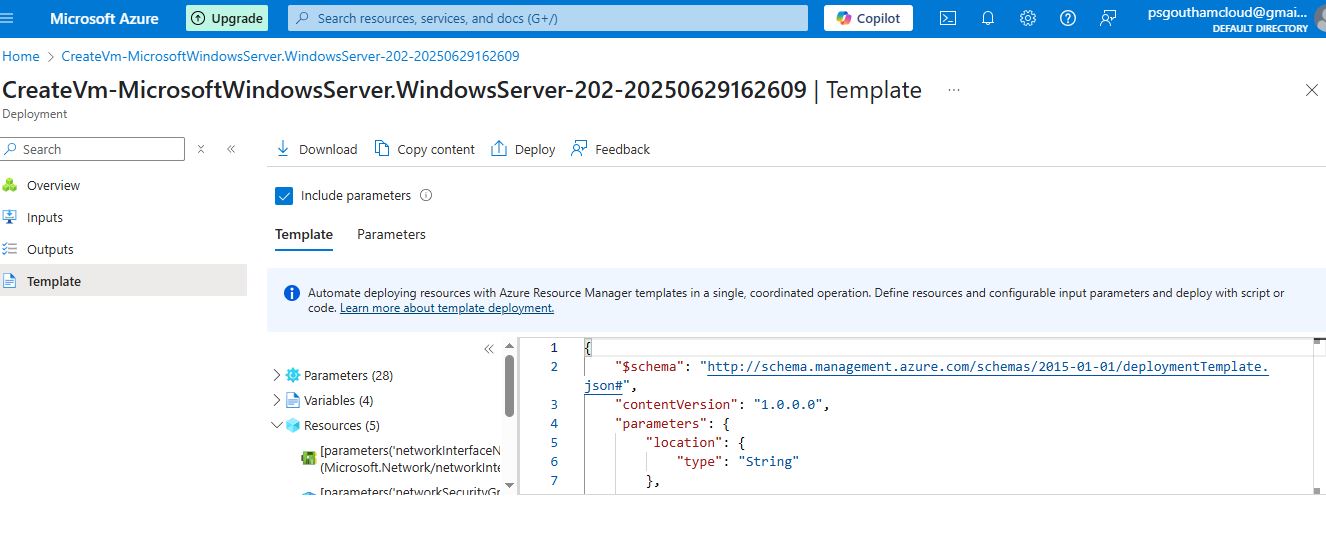 Microsoft Azure
Upgrade
Search resources, services, and docs (G+/)
Copilot
psgouthamcloud@gmai...
DEFAULT DIRECTORY
Home > CreateVm-MicrosoftWindowsServer.WindowsServer-202-20250629162609
CreateVm-MicrosoftWindowsServer.WindowsServer-202-20250629162609 | Template ...
Deployment
Search
Download
Copy content
Deploy
Feedback
Overview
Inputs
Outputs
Template
Include parameters
Template
Parameters
Automate deploying resources with Azure Resource Manager templates in a single, coordinated operation. Define resources and configurable input parameters and deploy with script or
code. Learn more about template deployment.
Parameters (28)
Variables (4)
Resources (5)
[parameters('networkInterfaceN
(Microsoft.Network/networkInte
[parameters('networkSecurityGr
1 {
2 "$schema": "http://schema.management.azure.com/schemas/2015-01-01/deploymentTemplate.
json#",
3 "contentVersion": "1.0.0.0",
4 "parameters": {
5 "location": {
6 "type": "String"
7 },